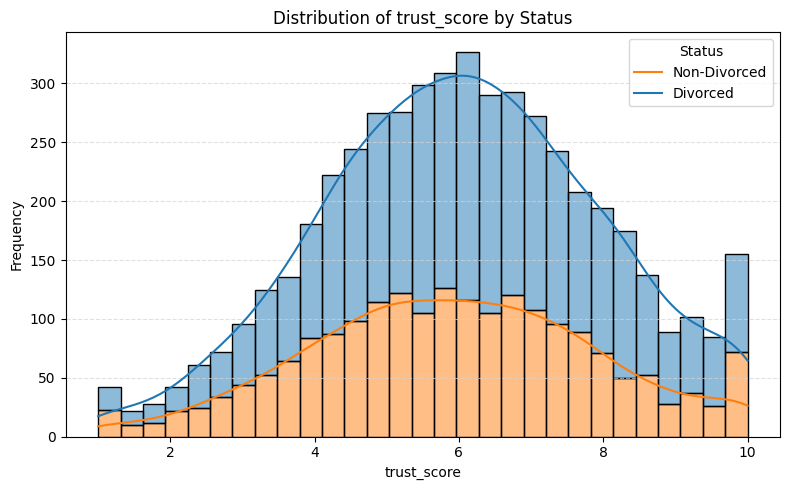 Distribution of trust_score by Status
Status
Non-Divorced
Divorced
Frequency
300
250
200
150
100
50
0
2 4 6 8 10
trust_score